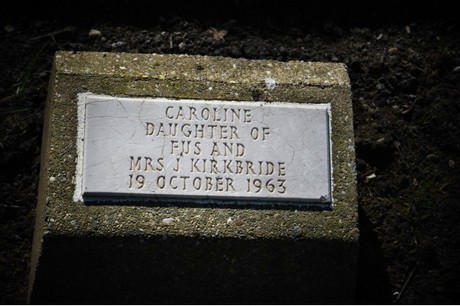 CAROLINE
DAUGHTER OF
FUS AND
MRS J KIRKBRIDE
19 OCTOBER 1963